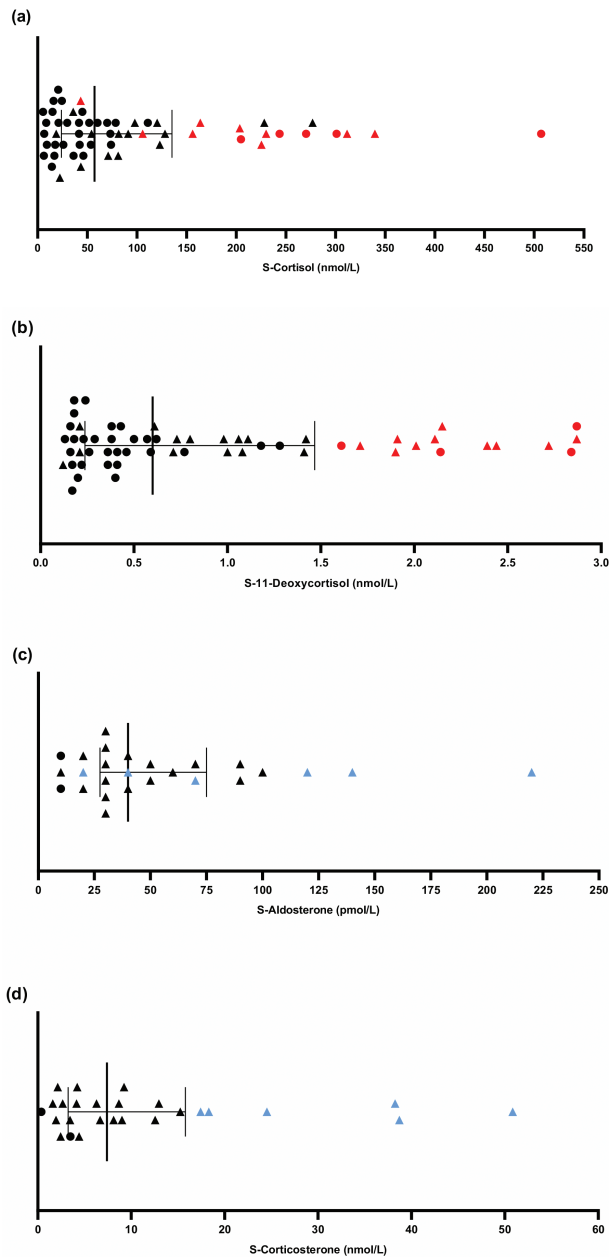 (a)
0 50 100 150 200 250 300 350 400 450 500 550
S-Cortisol (nmol/L)
(b)
0.0 0.5 1.0 1.5 2.0 2.5 3.0
S-11-Deoxycortisol (nmol/L)
(c)
0 25 50 75 100 125 150 175 200 225 250
S-Aldosterone (pmol/L)
(d)
0 10 20 30 40 50 60
S-Corticosterone (nmol/L)